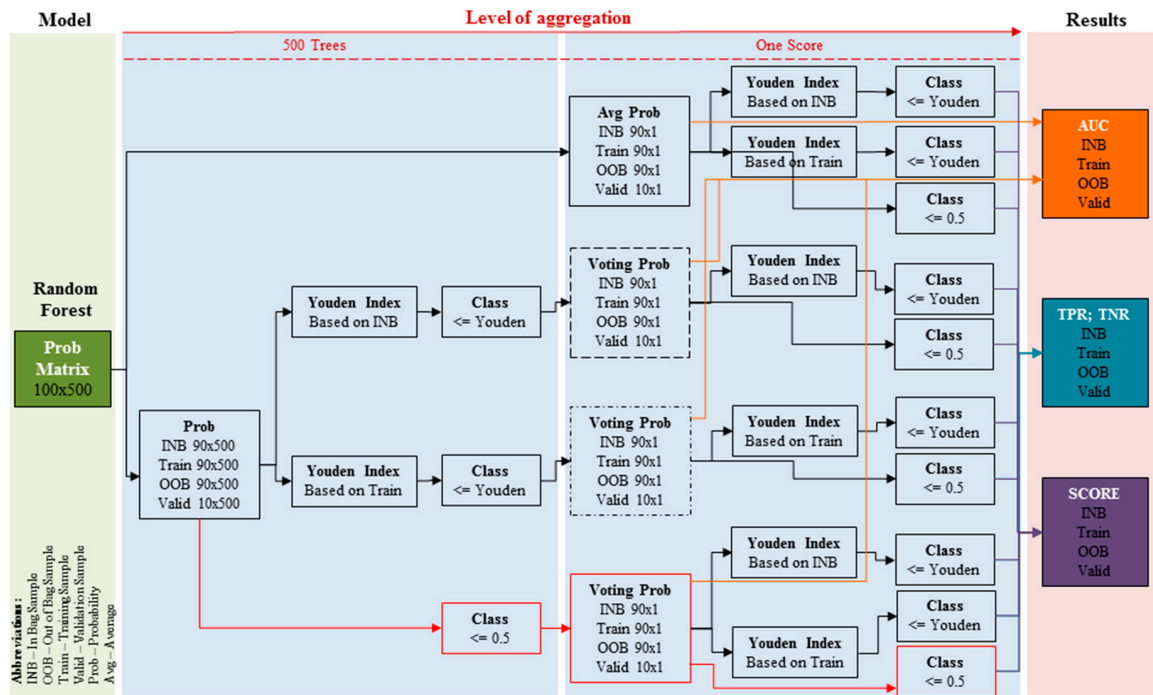 Model
Level of aggregation
Results
500 Trees
One Score
Random
Forest
Prob
Matrix
100x500
Prob
INB 90x500
Train 90x500
OOB 90x500
Valid 10x500
Youden Index
Based on INB
Class
<= Youden
Youden Index
Based on Train
Class
<= Youden
Class
<= 0.5
Avg Prob
INB 90x1
Train 90x1
OOB 90x1
Valid 10x1
Youden Index
Based on INB
Class
<= Youden
Youden Index
Based on Train
Class
<= Youden
Class
<= 0.5
Voting Prob
INB 90x1
Train 90x1
OOB 90x1
Valid 10x1
Youden Index
Based on INB
Class
<= Youden
Class
<= 0.5
Voting Prob
INB 90x1
Train 90x1
OOB 90x1
Valid 10x1
Youden Index
Based on Train
Class
<= Youden
Class
<= 0.5
Voting Prob
INB 90x1
Train 90x1
OOB 90x1
Valid 10x1
Youden Index
Based on INB
Class
<= Youden
Youden Index
Based on Train
Class
<= Youden
Class
<= 0.5
AUC
INB
Train
OOB
Valid
TPR; TNR
INB
Train
OOB
Valid
SCORE
INB
Train
OOB
Valid
Abbreviations:
INB – In Bag Sample
OOB – Out of Bag Sample
Train – Training Sample
Valid – Validation Sample
Prob – Probability
Avg – Average